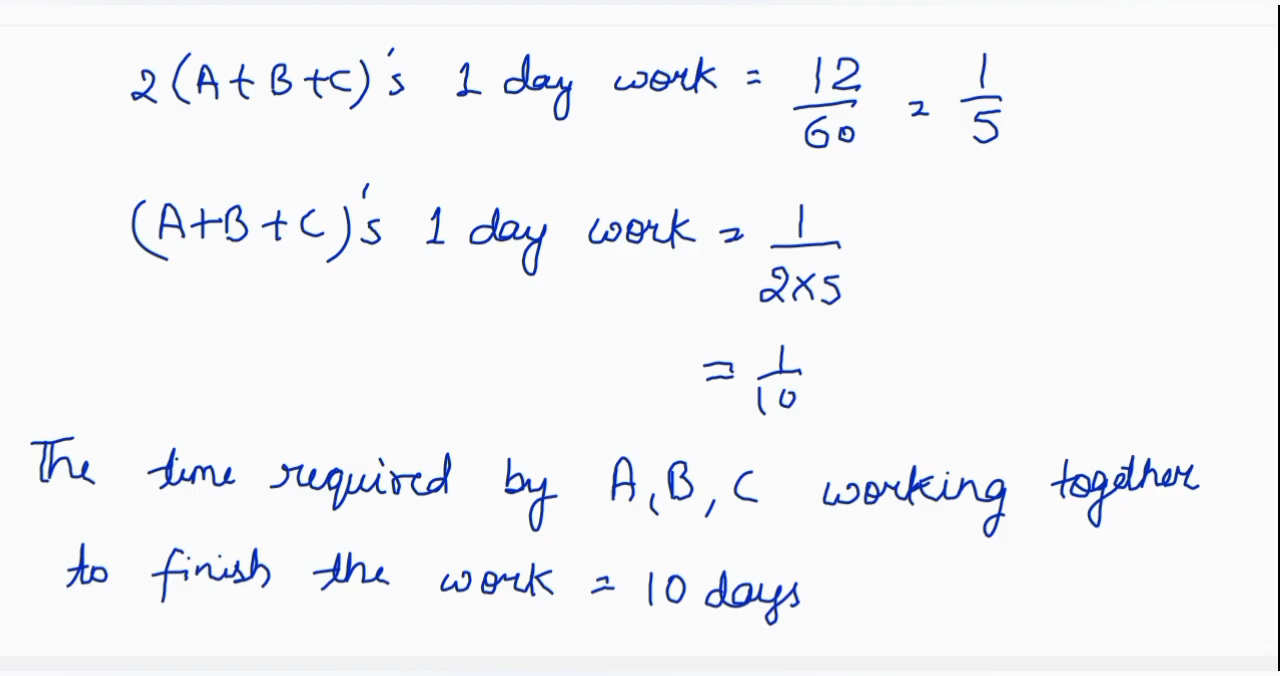 2(A+B+C)'s 1 day work = 12/60 = 1/5
(A+B+C)'s 1 day work = 1/2×5
= 1/10
The time required by A, B, C working together
to finish the work = 10 days